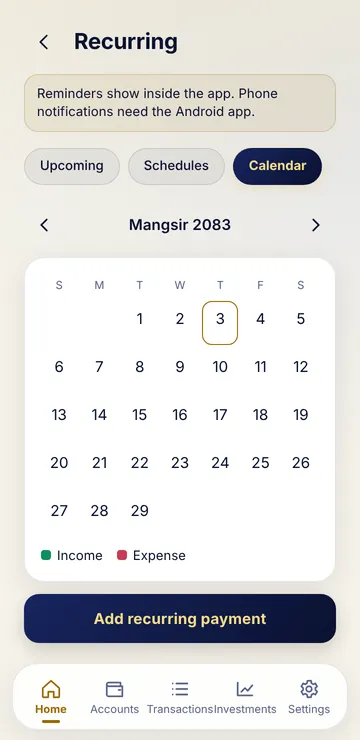 Recurring
Reminders show inside the app. Phone
notifications need the Android app.
Upcoming Schedules Calendar
Mangsir 2083
S M T W T F S
1 2 3 4 5
6 7 8 9 10 11 12
13 14 15 16 17 18 19
20 21 22 23 24 25 26
27 28 29
Income Expense
Add recurring payment
Home Accounts Transactions Investments Settings